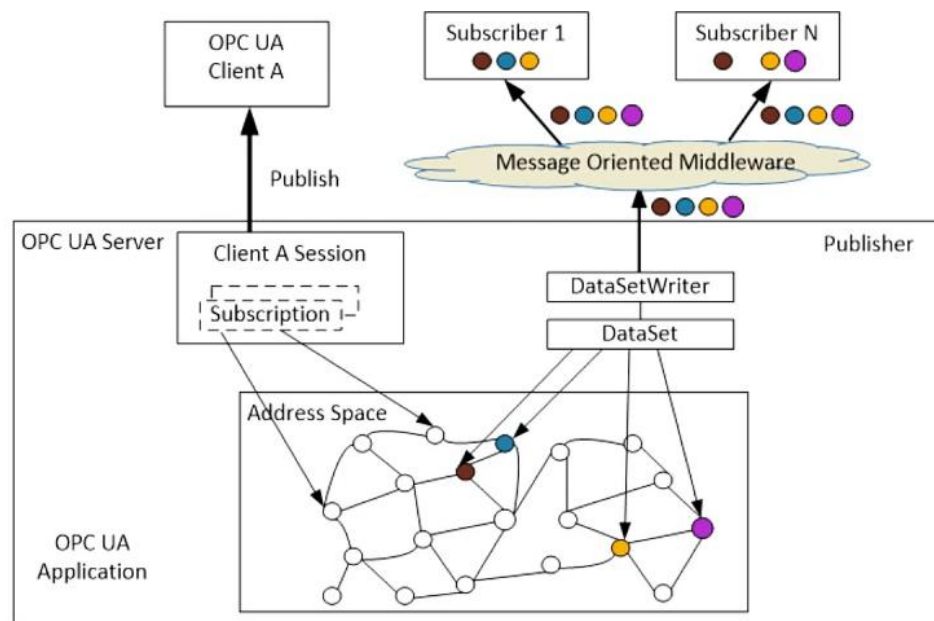 OPC UA
Client A
Subscriber 1
Subscriber N
Publish
Message Oriented Middleware
OPC UA Server
Client A Session
Subscription
Publisher
DataSetWriter
DataSet
Address Space
OPC UA
Application